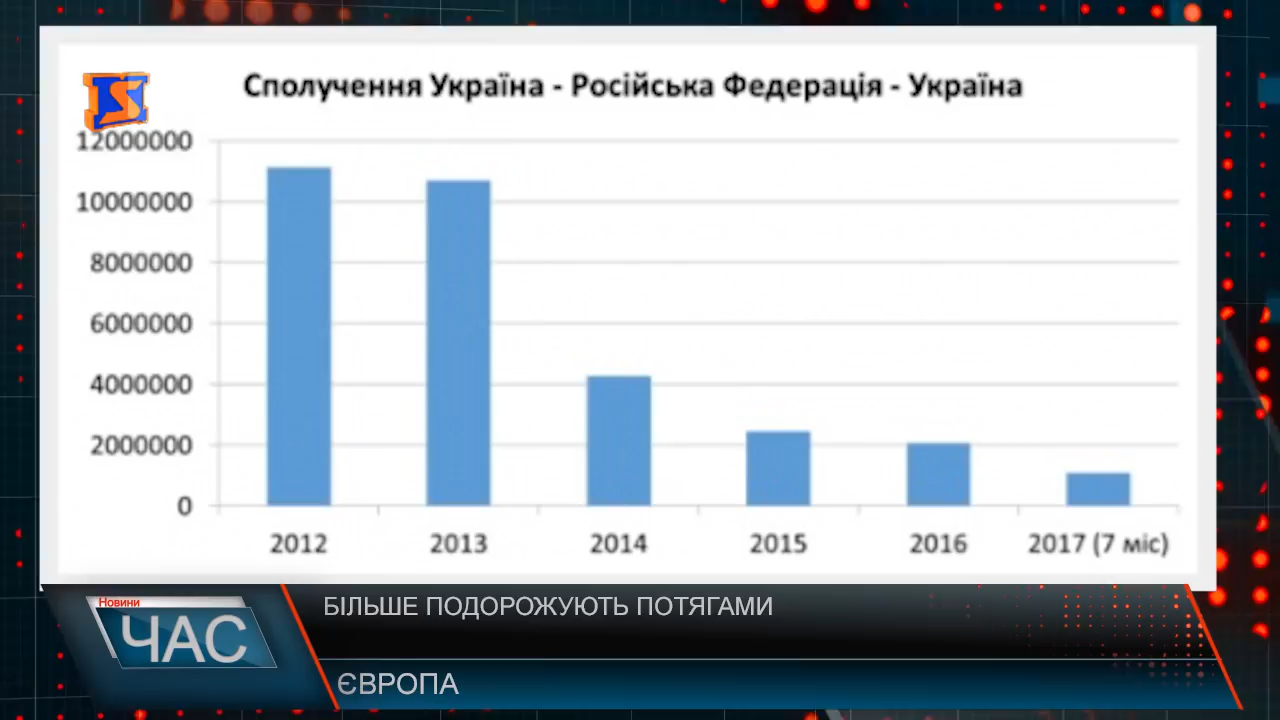 Сполучення Україна - Російська Федерація - Україна
12000000
10000000
8000000
6000000
4000000
2000000
0
2012 2013 2014 2015 2016 2017 (7 міс)
Новини
ЧАС
БІЛЬШЕ ПОДОРОЖУЮТЬ ПОТЯГАМИ
ЄВРОПА